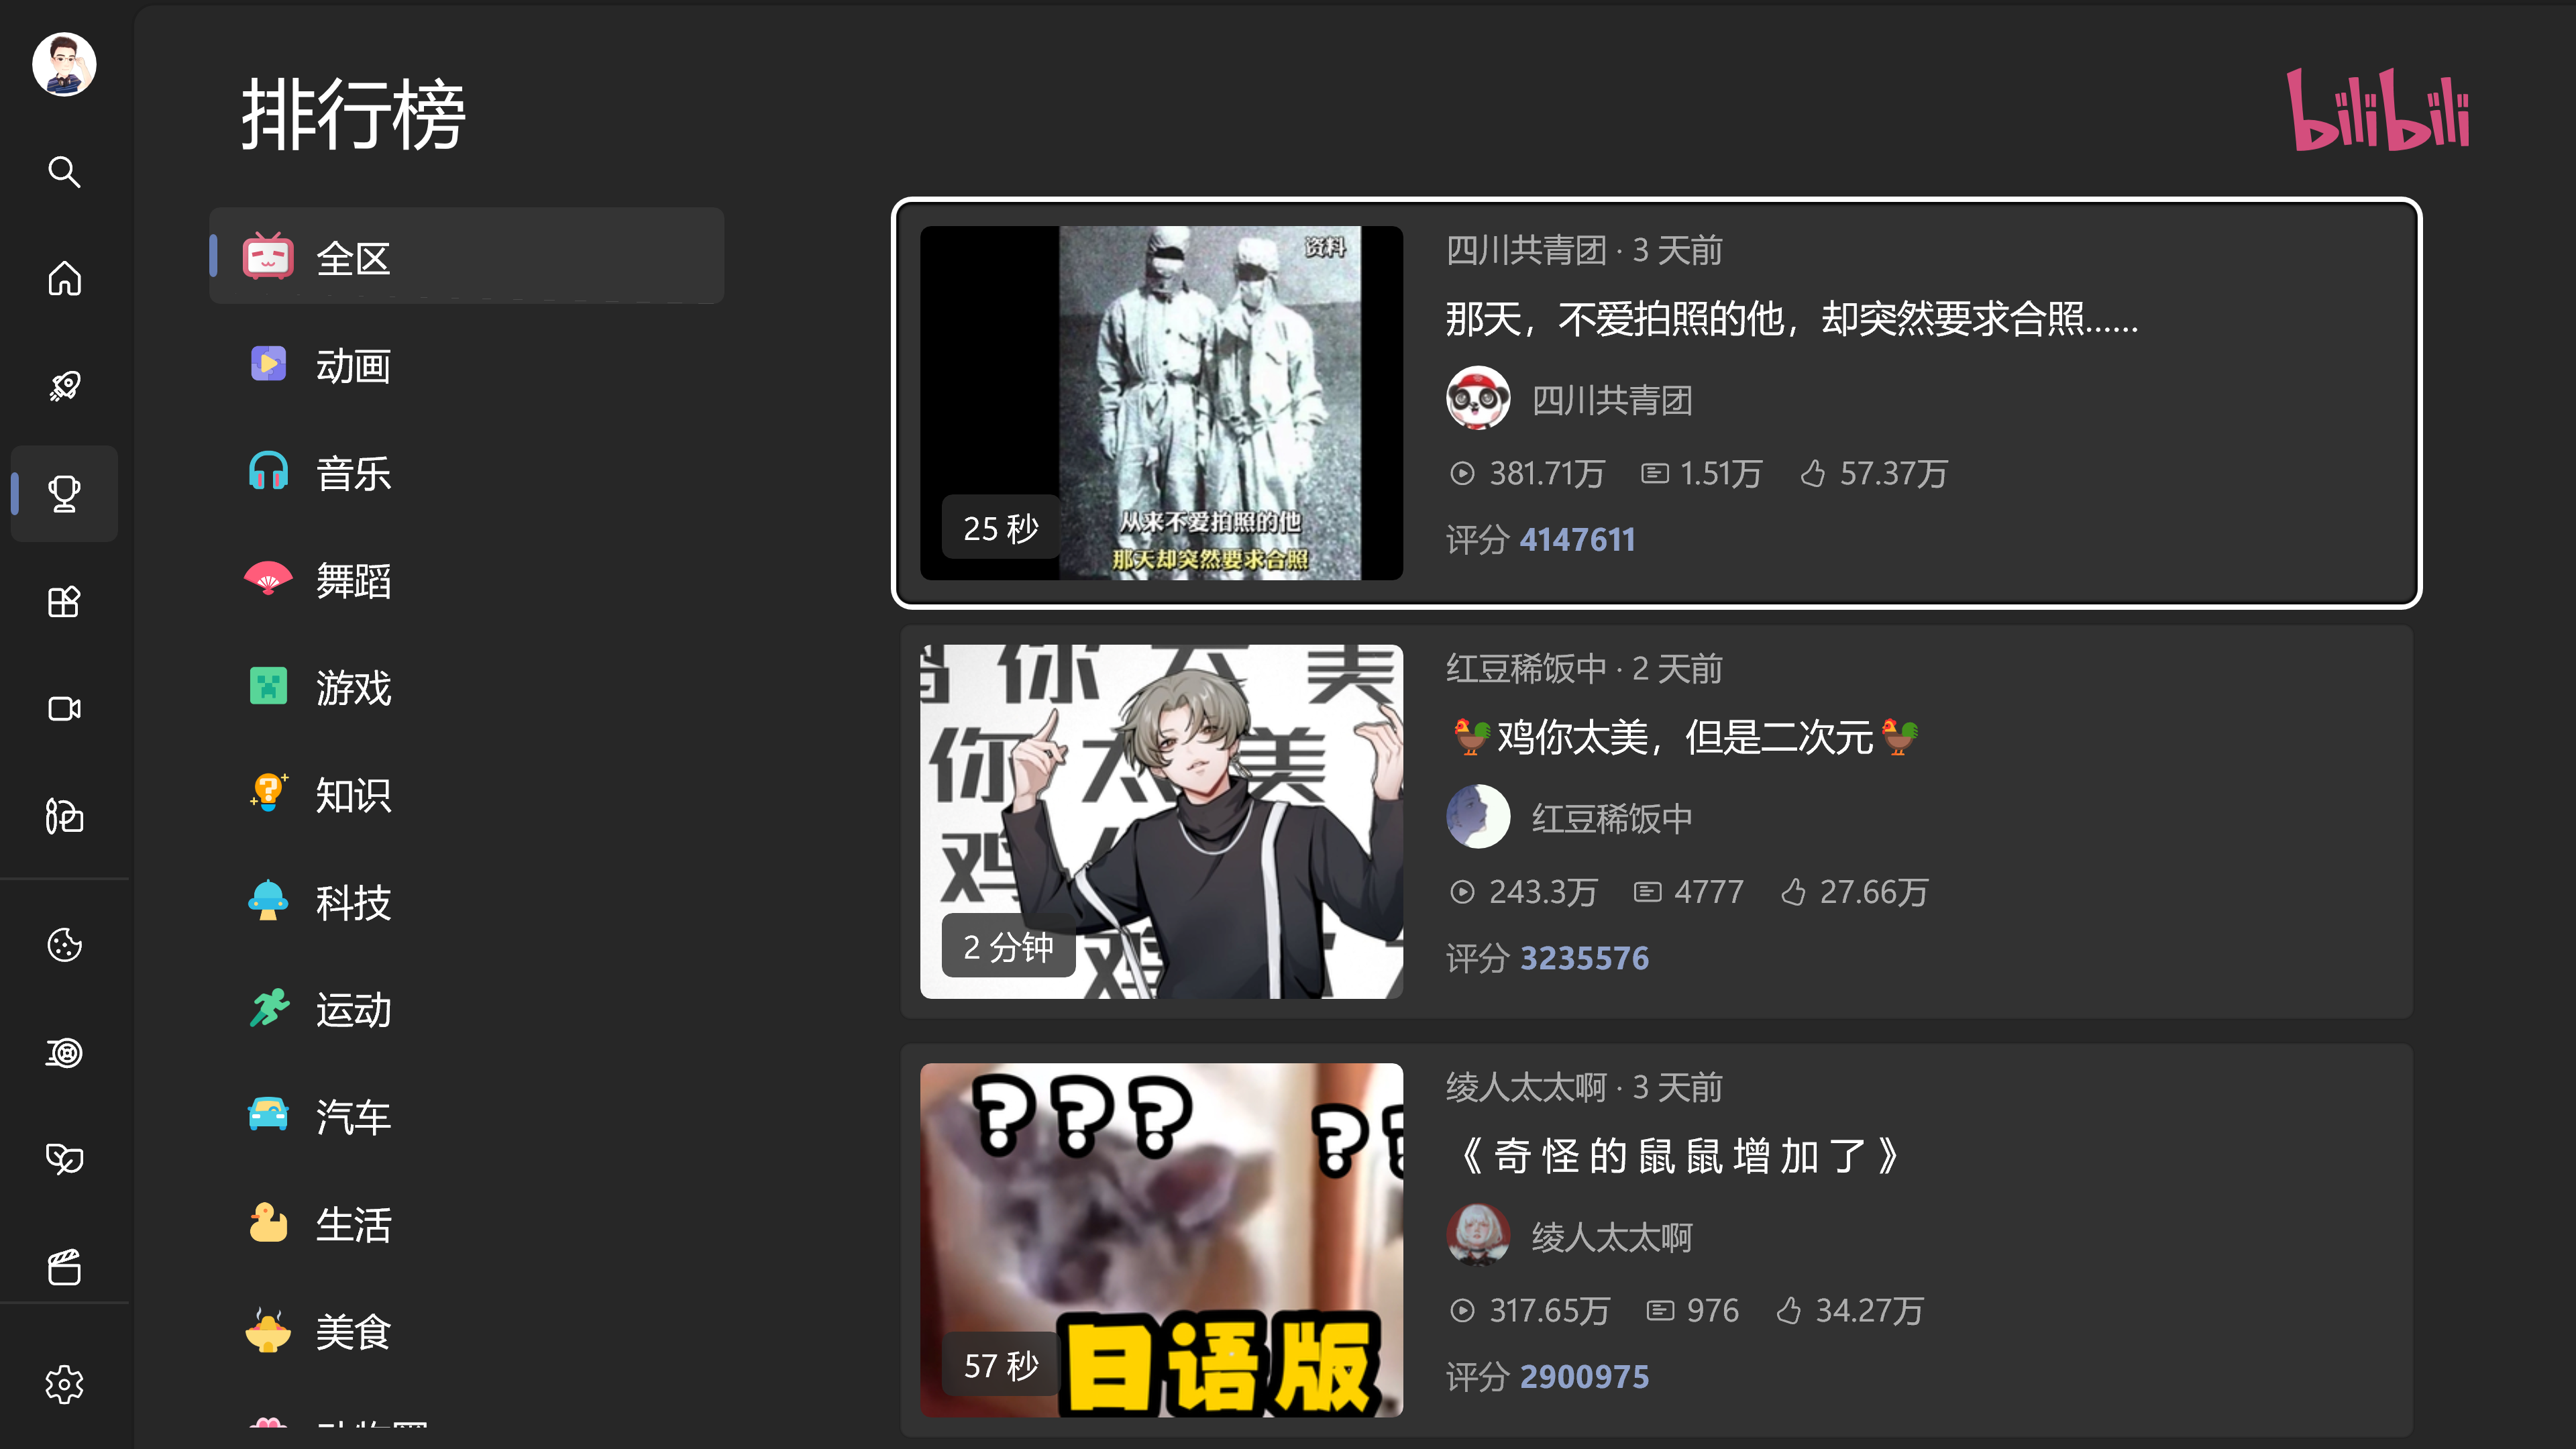 排行榜
bilibili
全区
动画
音乐
舞蹈
游戏
知识
科技
运动
汽车
生活
美食
资料
从来不爱拍照的他
那天却突然要求合照
25 秒
四川共青团 · 3 天前
那天，不爱拍照的他，却突然要求合照……
四川共青团
381.71万 1.51万 57.37万
评分 4147611
你 太 美
你 太 美
鸡
鸡
2 分钟
红豆稀饭中 · 2 天前
🐓鸡你太美，但是二次元🐓
红豆稀饭中
243.3万 4777 27.66万
评分 3235576
? ? ? ? ?
日语版
57 秒
绫人太太啊 · 3 天前
《 奇 怪 的 鼠 鼠 增 加 了 》
绫人太太啊
317.65万 976 34.27万
评分 2900975